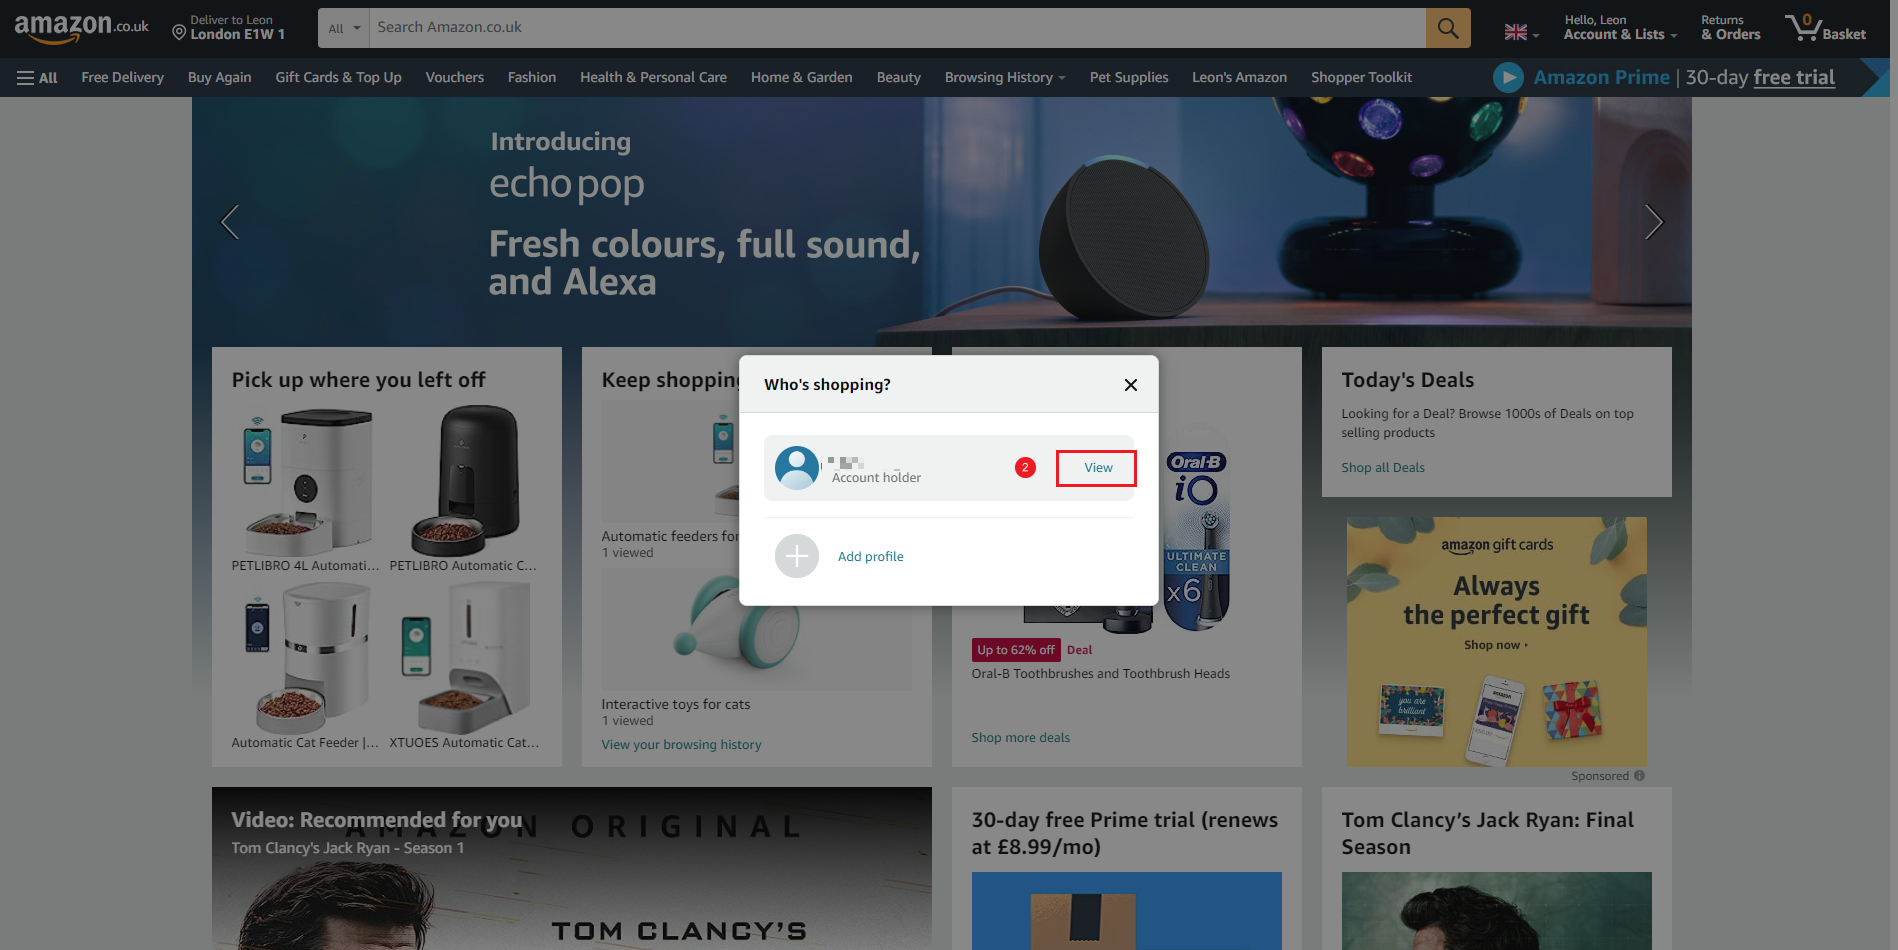 amazon.co.uk
Deliver to Leon
London E1W 1
All
Search Amazon.co.uk
Hello, Leon
Account & Lists
Returns
& Orders
0
Basket
All
Free Delivery
Buy Again
Gift Cards & Top Up
Vouchers
Fashion
Health & Personal Care
Home & Garden
Beauty
Browsing History
Pet Supplies
Leon's Amazon
Shopper Toolkit
Amazon Prime | 30-day free trial
Introducing
echo pop
Fresh colours, full sound,
and Alexa
Pick up where you left off
PETLIBRO 4L Automati...
PETLIBRO Automatic C...
Automatic Cat Feeder |...
XTUOES Automatic Cat...
Keep shopping
Automatic feeders for
1 viewed
Interactive toys for cats
1 viewed
View your browsing history
Who's shopping?
Account holder
2
View
Add profile
Oral-B
iO
ULTIMATE
CLEAN
x6
Up to 62% off
Deal
Oral-B Toothbrushes and Toothbrush Heads
Shop more deals
Today's Deals
Looking for a Deal? Browse 1000s of Deals on top
selling products
Shop all Deals
amazon gift cards
Always
the perfect gift
Shop now
you are
brilliant
amazon
Sponsored
Video: Recommended for you
AMAZON ORIGINAL
Tom Clancy's Jack Ryan - Season 1
TOM CLANCY'S
30-day free Prime trial (renews
at £8.99/mo)
Tom Clancy’s Jack Ryan: Final
Season